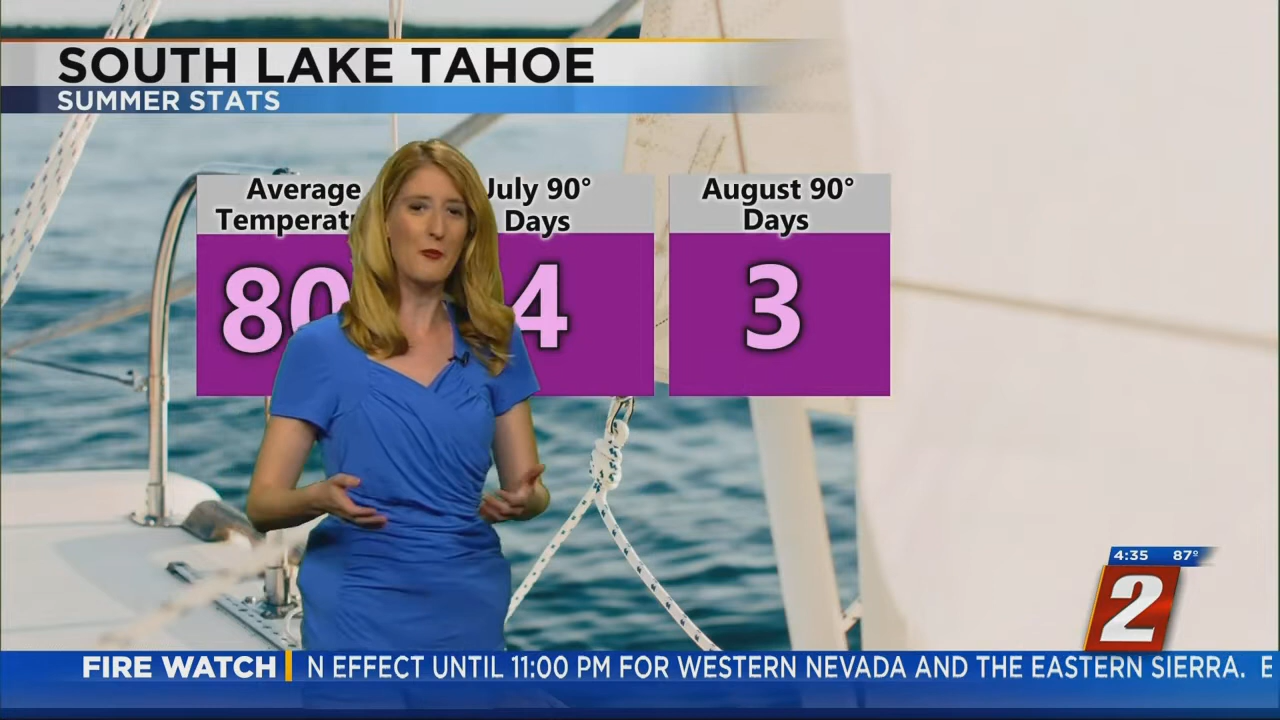 SOUTH LAKE TAHOE
SUMMER STATS
Average
Temperat
80
July 90°
Days
4
August 90°
Days
3
4:35 87°
2
FIRE WATCH N EFFECT UNTIL 11:00 PM FOR WESTERN NEVADA AND THE EASTERN SIERRA. E